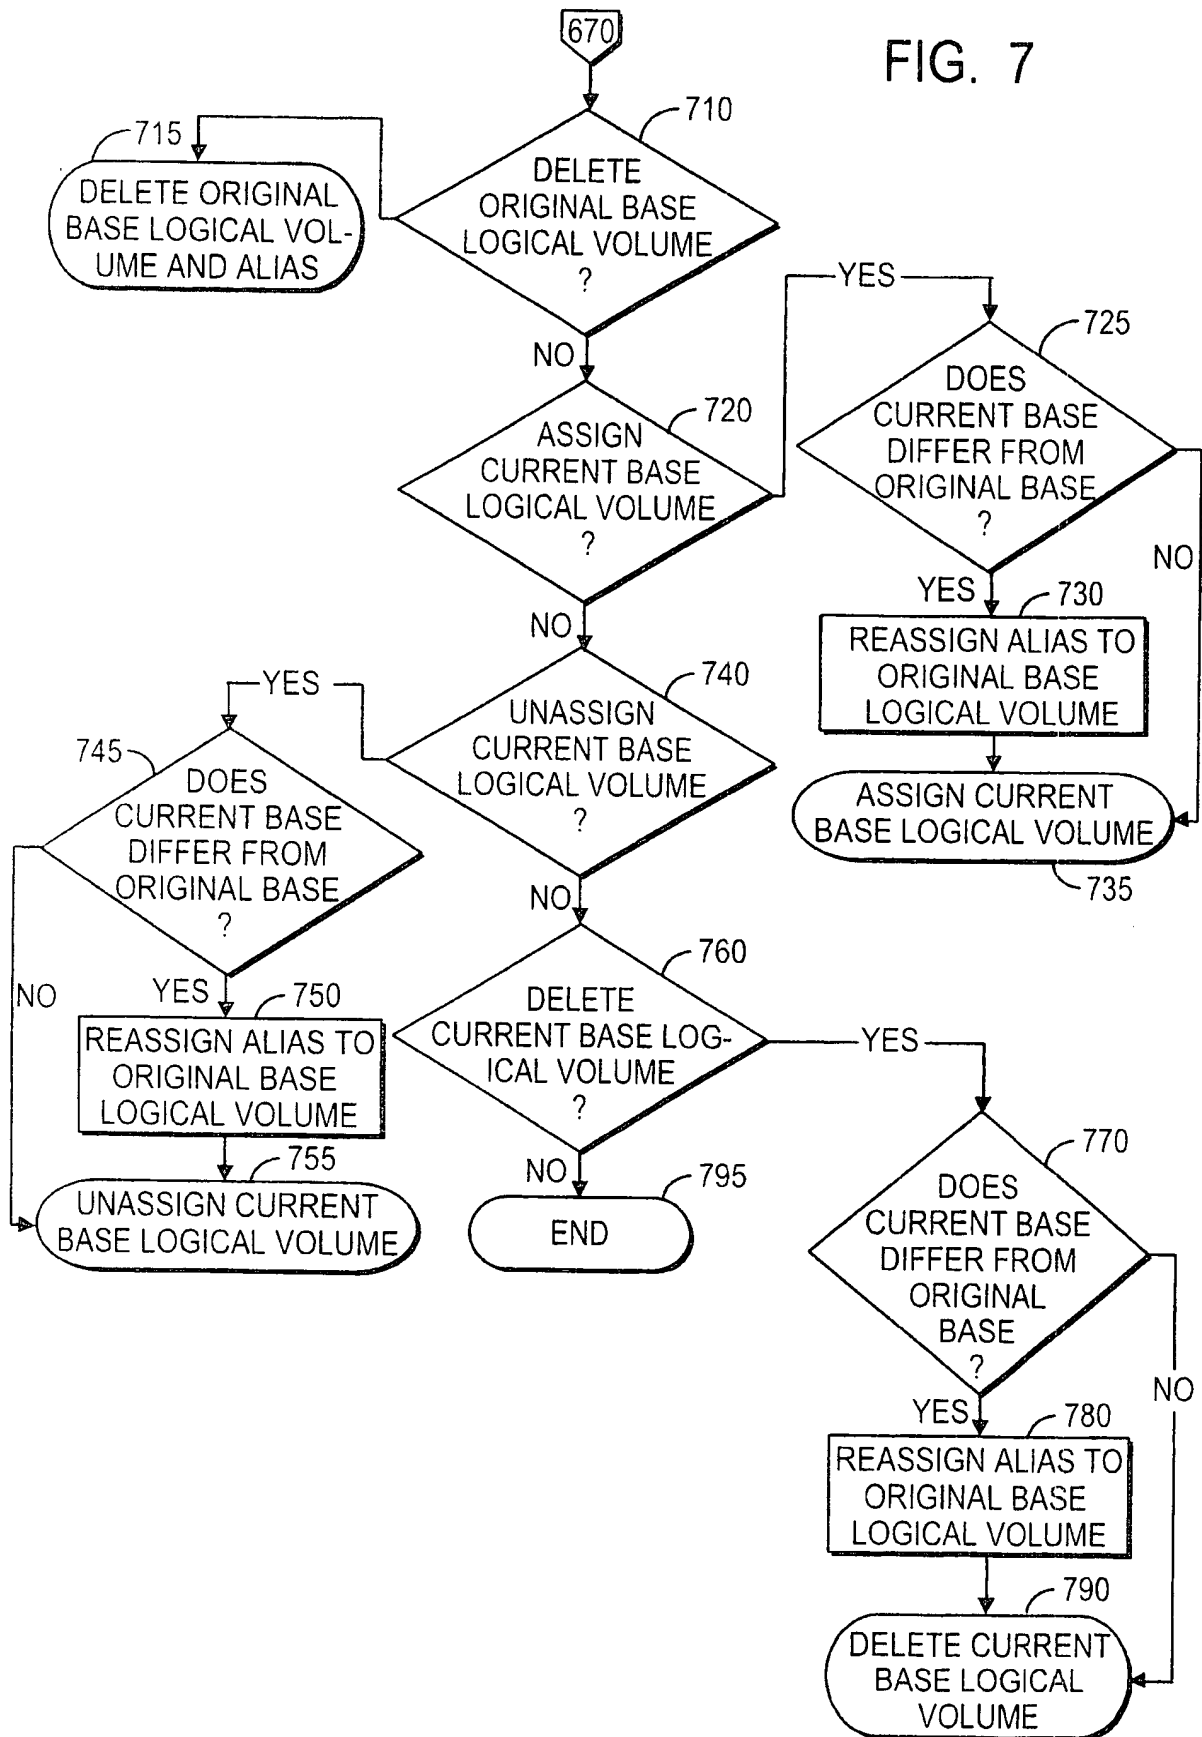 670
FIG. 7
710
DELETE
ORIGINAL BASE
LOGICAL VOLUME
?
715
DELETE ORIGINAL
BASE LOGICAL VOL-
UME AND ALIAS
NO
720
ASSIGN
CURRENT BASE
LOGICAL VOLUME
?
YES
725
DOES
CURRENT BASE
DIFFER FROM
ORIGINAL BASE
?
NO
YES
730
REASSIGN ALIAS TO
ORIGINAL BASE
LOGICAL VOLUME
ASSIGN CURRENT
BASE LOGICAL VOLUME
735
NO
740
UNASSIGN
CURRENT BASE
LOGICAL VOLUME
?
YES
745
DOES
CURRENT BASE
DIFFER FROM
ORIGINAL BASE
?
NO
YES
750
REASSIGN ALIAS TO
ORIGINAL BASE
LOGICAL VOLUME
755
UNASSIGN CURRENT
BASE LOGICAL VOLUME
NO
760
DELETE
CURRENT BASE LOG-
ICAL VOLUME
?
NO
795
END
YES
770
DOES
CURRENT BASE
DIFFER FROM
ORIGINAL
BASE
?
NO
YES
780
REASSIGN ALIAS TO
ORIGINAL BASE
LOGICAL VOLUME
790
DELETE CURRENT
BASE LOGICAL
VOLUME